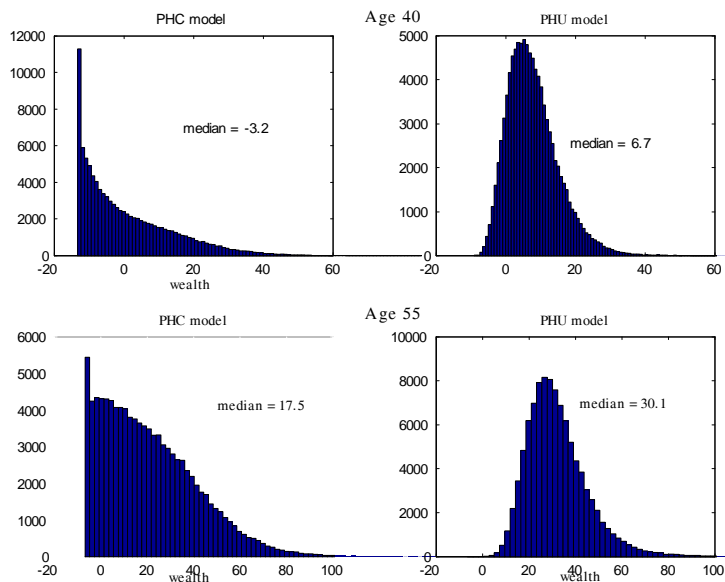 Age 40
PHC model
12000
10000
8000
6000
4000
2000
0
median = -3.2
-20 0 20 40 60
wealth
PHU model
5000
4000
3000
2000
1000
0
median = 6.7
-20 0 20 40 60
Age 55
PHC model
6000
5000
4000
3000
2000
1000
0
median = 17.5
0 20 40 60 80 100
wealth
PHU model
10000
8000
6000
4000
2000
0
median = 30.1
-20 0 20 40 60 80 100
wealth